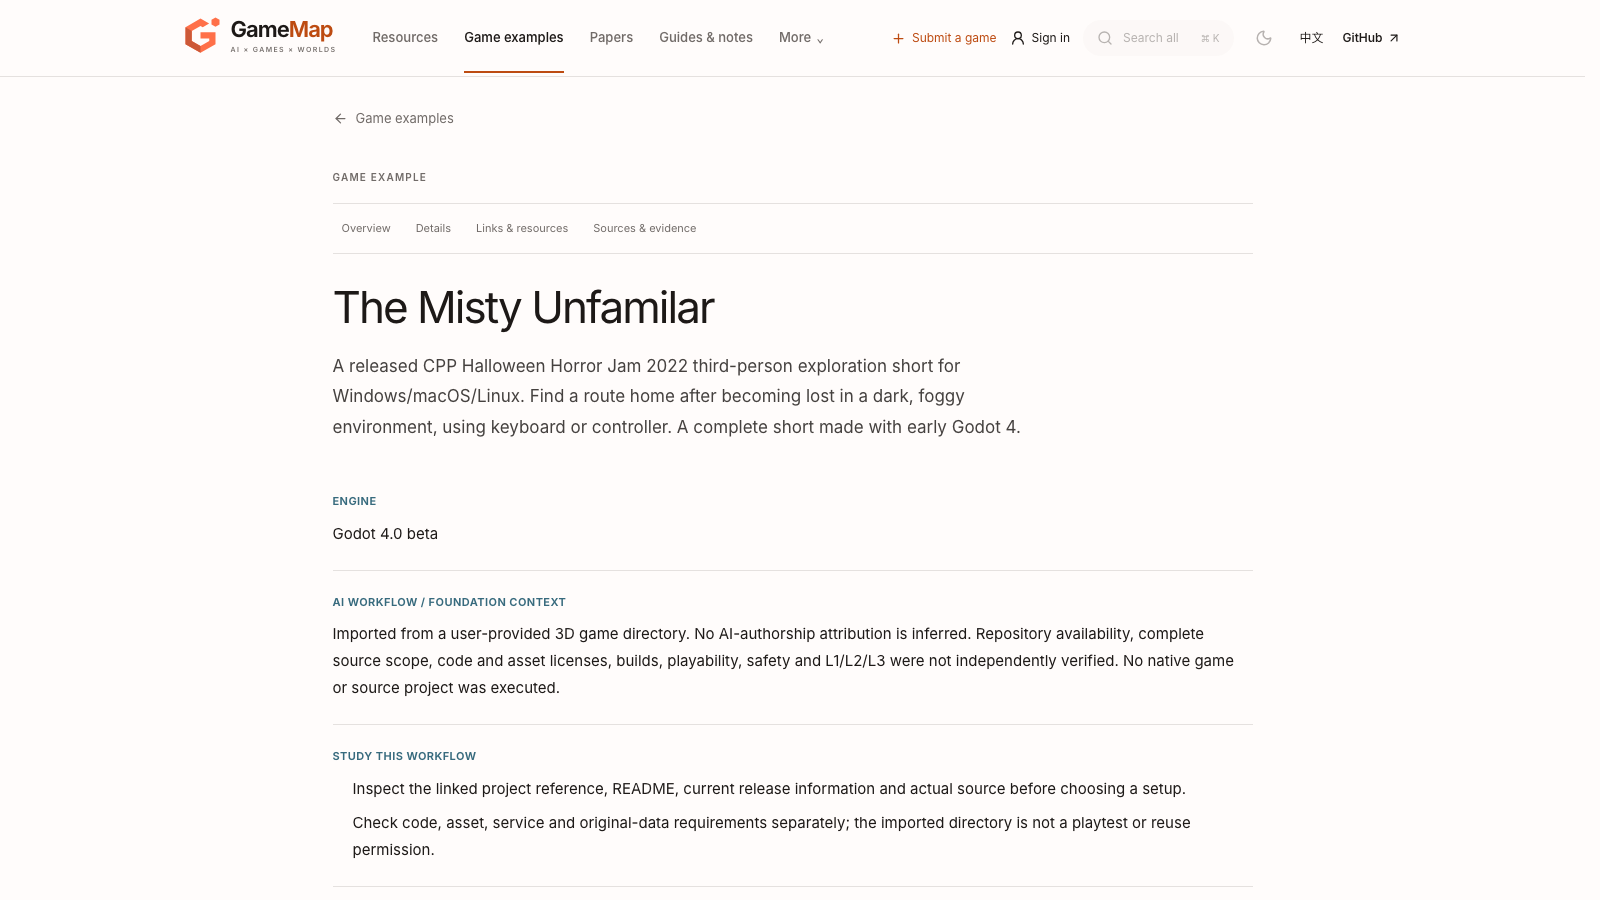 GameMap
AI × GAMES × WORLDS
Resources
Game examples
Papers
Guides & notes
More
Submit a game
Sign in
Search all
⌘ K
中文
GitHub
Game examples
GAME EXAMPLE
Overview
Details
Links & resources
Sources & evidence
The Misty Unfamilar
A released CPP Halloween Horror Jam 2022 third-person exploration short for
Windows/macOS/Linux. Find a route home after becoming lost in a dark, foggy
environment, using keyboard or controller. A complete short made with early Godot 4.
ENGINE
Godot 4.0 beta
AI WORKFLOW / FOUNDATION CONTEXT
Imported from a user-provided 3D game directory. No AI-authorship attribution is inferred. Repository availability, complete
source scope, code and asset licenses, builds, playability, safety and L1/L2/L3 were not independently verified. No native game
or source project was executed.
STUDY THIS WORKFLOW
Inspect the linked project reference, README, current release information and actual source before choosing a setup.
Check code, asset, service and original-data requirements separately; the imported directory is not a playtest or reuse
permission.